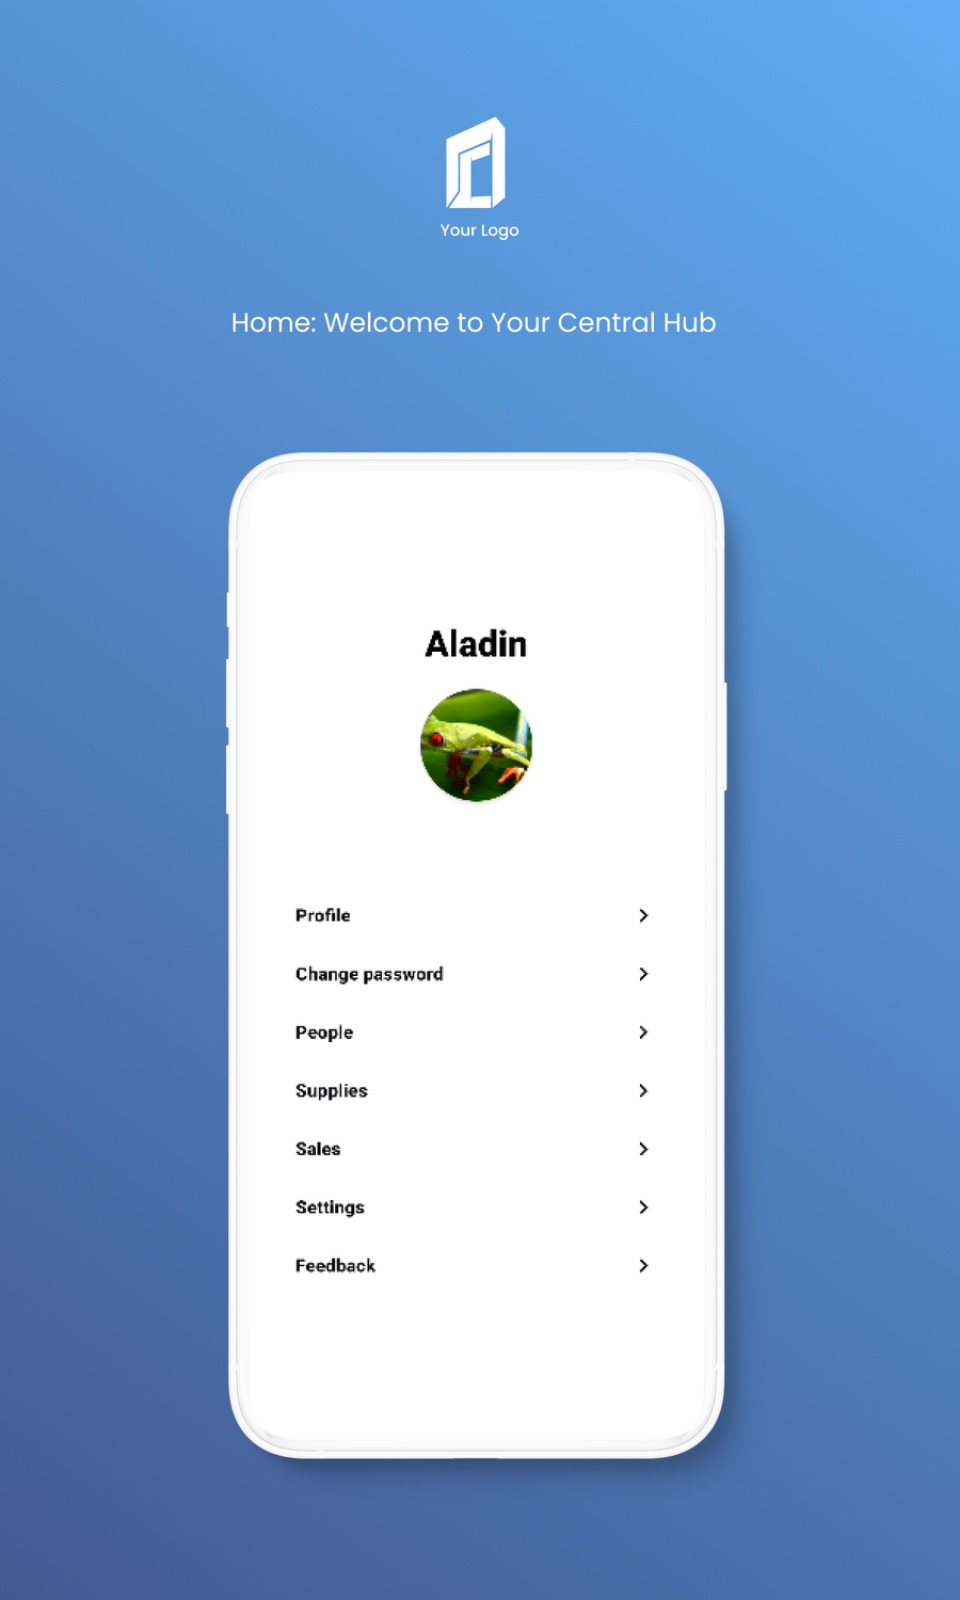 Your Logo
Home: Welcome to Your Central Hub
Aladin
Profile
Change password
People
Supplies
Sales
Settings
Feedback